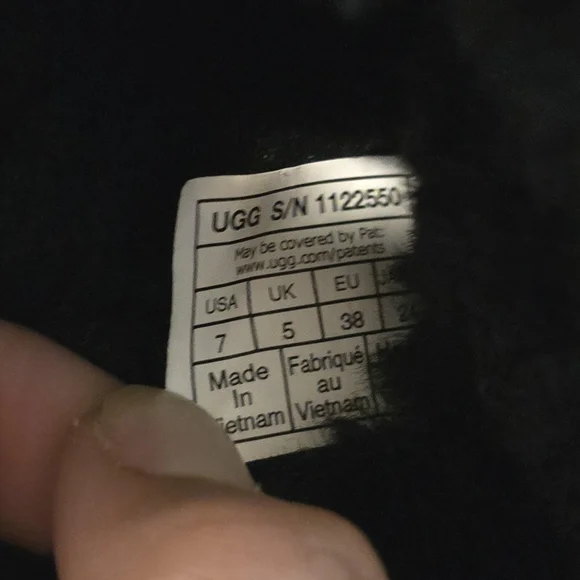 UGG S/N 1122550
May be covered by Pat:
www.ugg.com/patents
USA UK EU
7 5 38
Made Fabriqué
In au
Vietnam Vietnam